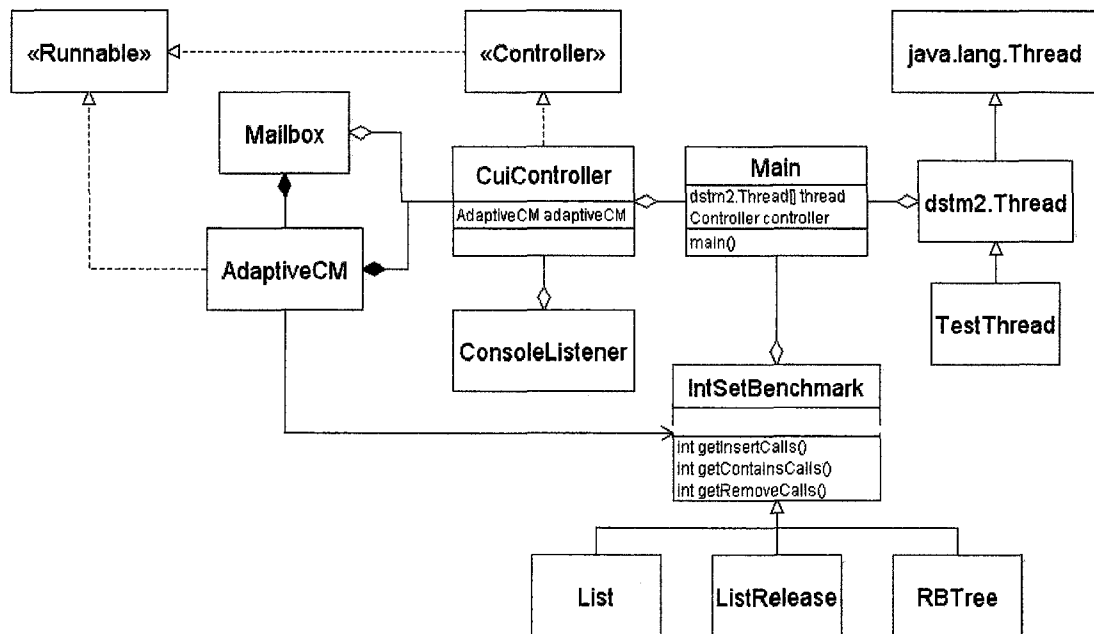 «Runnable»
«Controller»
java.lang.Thread
Mailbox
CuiController
AdaptiveCM adaptiveCM
Main
dstm2.Thread[] thread
Controller controller
main()
dstm2.Thread
AdaptiveCM
ConsoleListener
TestThread
IntSetBenchmark
int getInsertCalls()
int getContainsCalls()
int getRemoveCalls()
List
ListRelease
RBTree